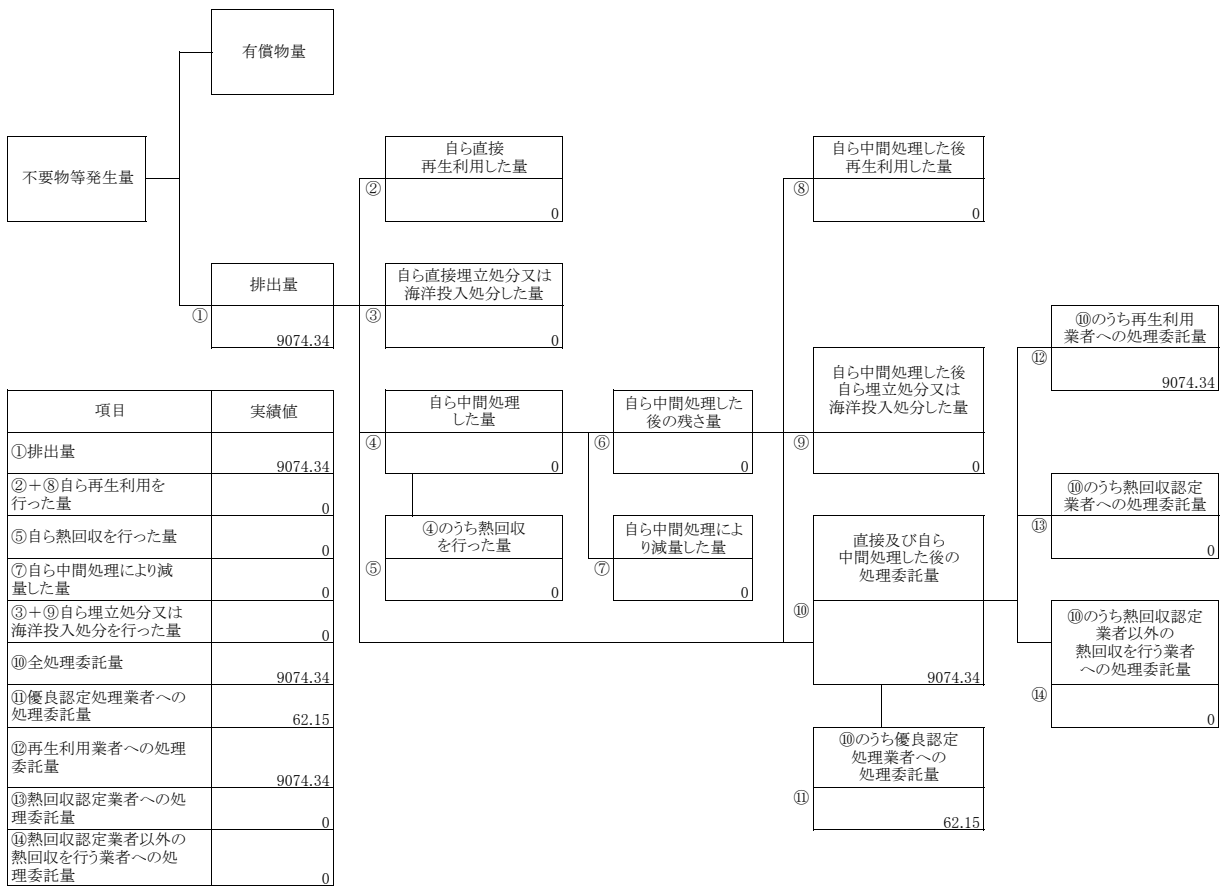 有償物量
不要物等発生量
自ら直接
再生利用した量
②
0
自ら中間処理した後
再生利用した量
⑧
0
排出量
①
9074.34
自ら直接埋立処分又は
海洋投入処分した量
③
0
⑩のうち再生利用
業者への処理委託量
⑫
9074.34
自ら中間処理
した量
④
0
自ら中間処理した
後の残さ量
⑥
0
自ら中間処理した後
自ら埋立処分又は
海洋投入処分した量
⑨
0
⑩のうち熱回収認定
業者への処理委託量
⑬
0
④のうち熱回収
を行った量
⑤
0
自ら中間処理によ
り減量した量
⑦
0
直接及び自ら
中間処理した後の
処理委託量
⑩
9074.34
⑩のうち熱回収認定
業者以外の
熱回収を行う業者
への処理委託量
⑭
0
⑩のうち優良認定
処理業者への
処理委託量
⑪
62.15
項目 実績値
①排出量
9074.34
②+⑧自ら再生利用を
行った量
0
⑤自ら熱回収を行った量
0
⑦自ら中間処理により減
量した量
0
③+⑨自ら埋立処分又は
海洋投入処分を行った量
0
⑩全処理委託量
9074.34
⑪優良認定処理業者への
処理委託量
62.15
⑫再生利用業者への処理
委託量
9074.34
⑬熱回収認定業者への処
理委託量
0
⑭熱回収認定業者以外の
熱回収を行う業者への処
理委託量
0